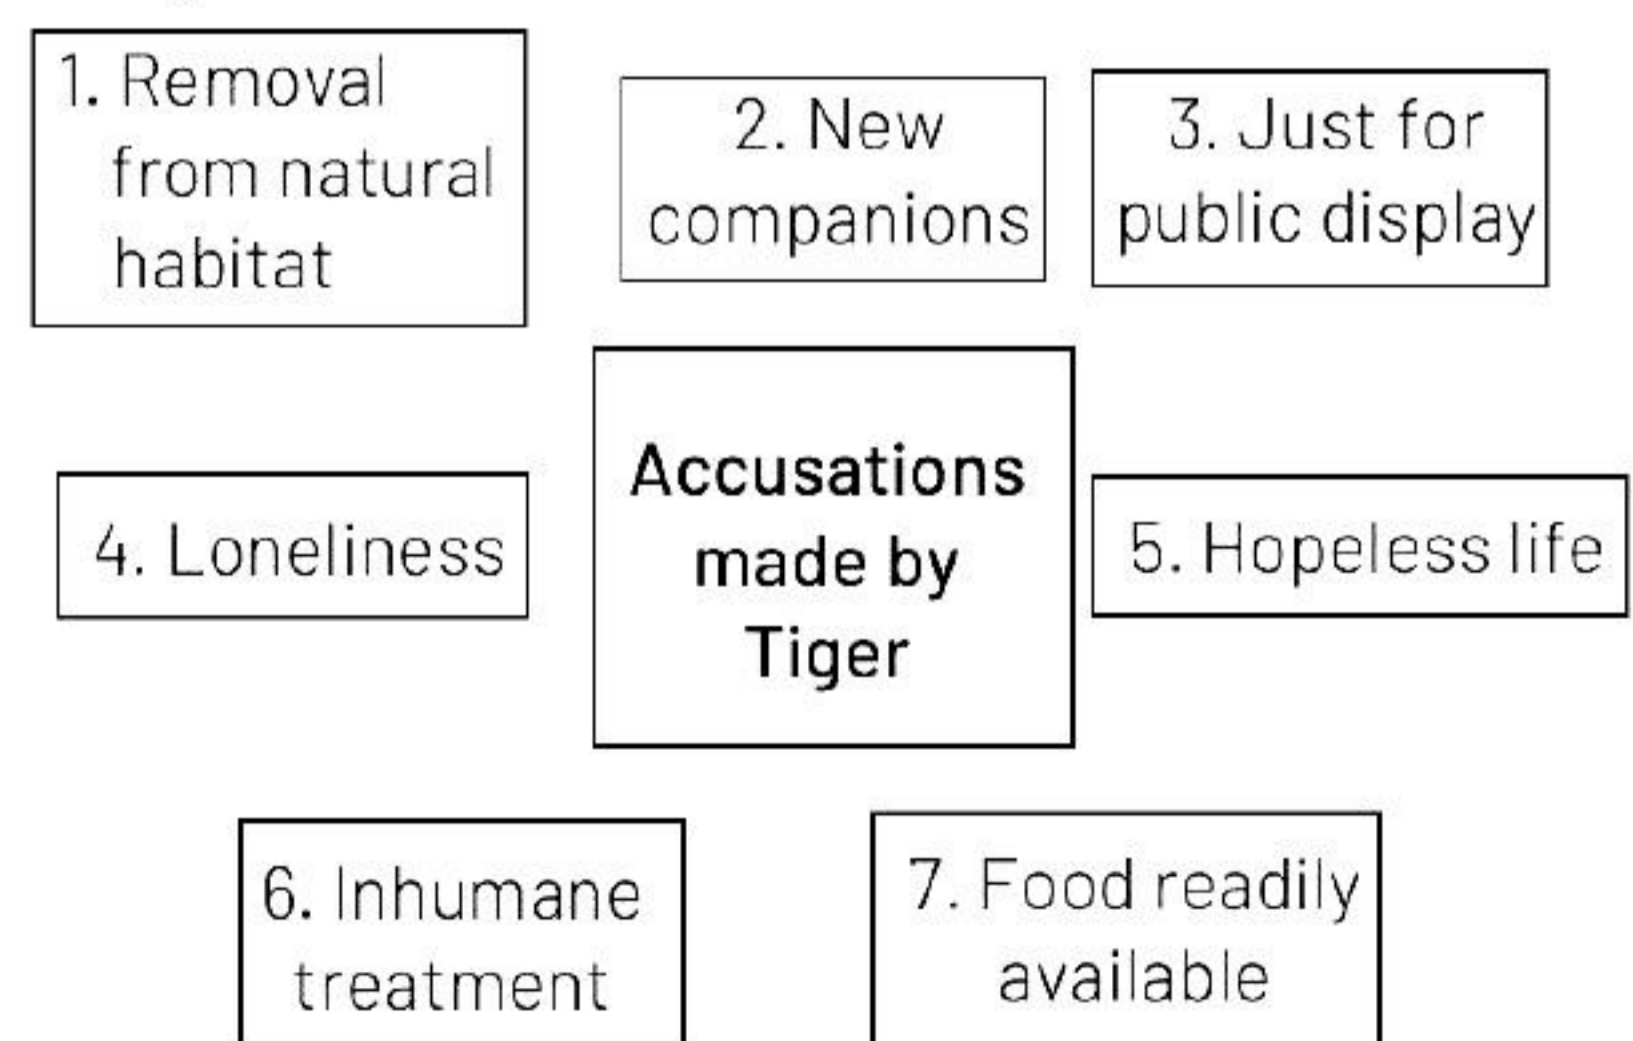 1. Removal
from natural
habitat
2. New
companions
3. Just for
public display
4. Loneliness
Accusations
made by
Tiger
5. Hopeless life
6. Inhumane
treatment
7. Food readily
available